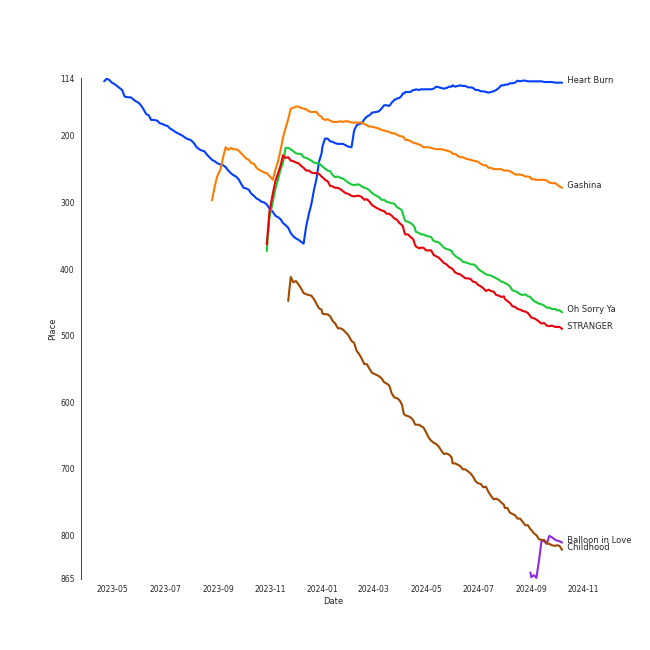 114
200
300
400
500
600
700
800
865
Place
2023-05
2023-07
2023-09
2023-11
2024-01
2024-03
2024-05
2024-07
2024-09
2024-11
Date
Heart Burn
Gashina
Oh Sorry Ya
STRANGER
Balloon in Love
Childhood